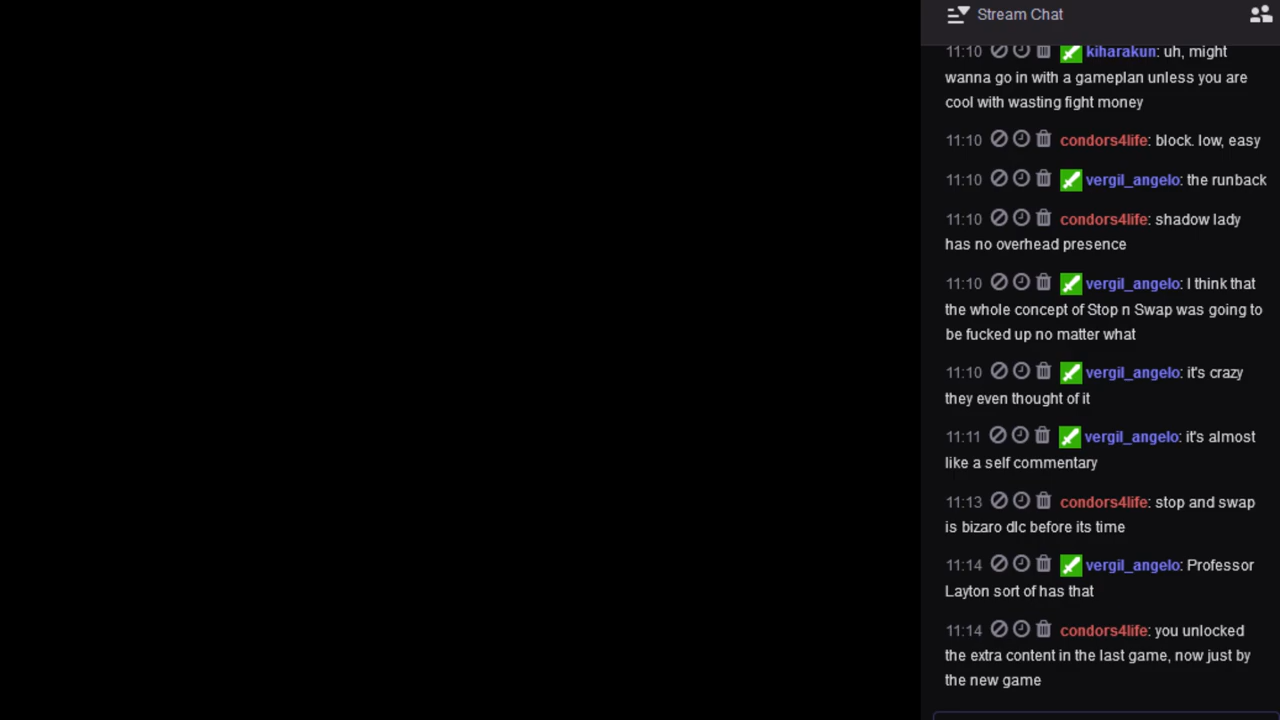 Stream Chat
11:10 kiharakun: uh, might
wanna go in with a gameplan unless you are
cool with wasting fight money
11:10 condors4life: block. low, easy
11:10 vergil_angelo: the runback
11:10 condors4life: shadow lady
has no overhead presence
11:10 vergil_angelo: I think that
the whole concept of Stop n Swap was going to
be fucked up no matter what
11:10 vergil_angelo: it's crazy
they even thought of it
11:11 vergil_angelo: it's almost
like a self commentary
11:13 condors4life: stop and swap
is bizaro dlc before its time
11:14 vergil_angelo: Professor
Layton sort of has that
11:14 condors4life: you unlocked
the extra content in the last game, now just by
the new game